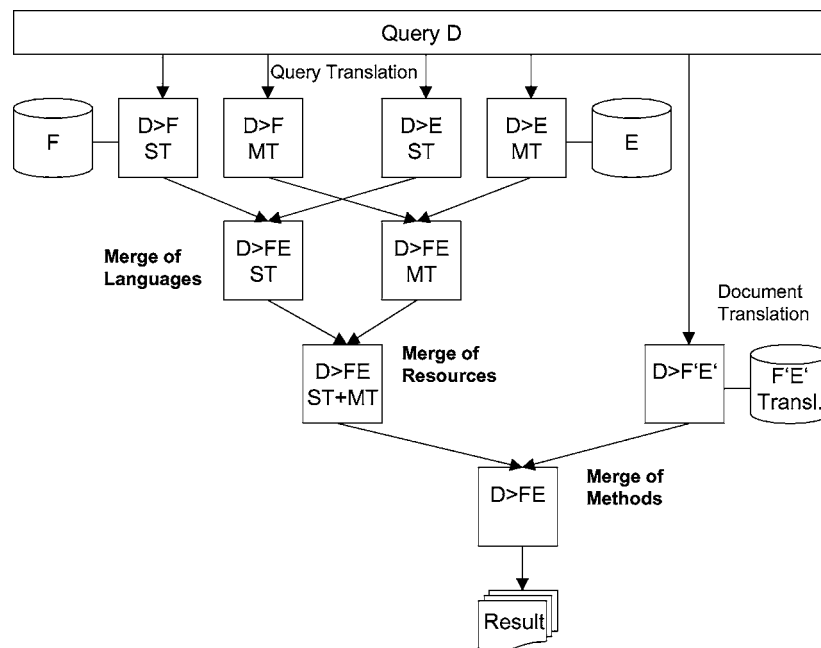 Query D
Query Translation
F
D>F
ST
D>F
MT
D>E
ST
D>E
MT
E
Merge of
Languages
D>FE
ST
D>FE
MT
Document
Translation
D>FE
ST+MT
Merge of
Resources
D>F‘E‘
F‘E‘
Transl.
D>FE
Merge of
Methods
Result